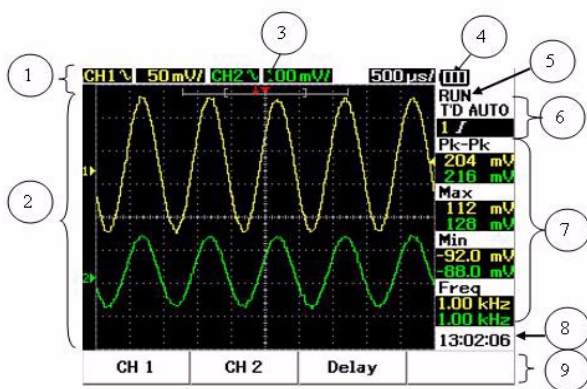 3
4
1
CH1∿ 50mV/ CH2∿ 100mV/ 500µs/
5
RUN
T'D AUTO
6
1
2
1
2
Pk-Pk
204 mV
216 mV
Max
112 mV
128 mV
7
Min
-92.0 mV
-88.0 mV
Freq
1.00 kHz
1.00 kHz
13:02:06
8
CH 1 CH 2 Delay
9